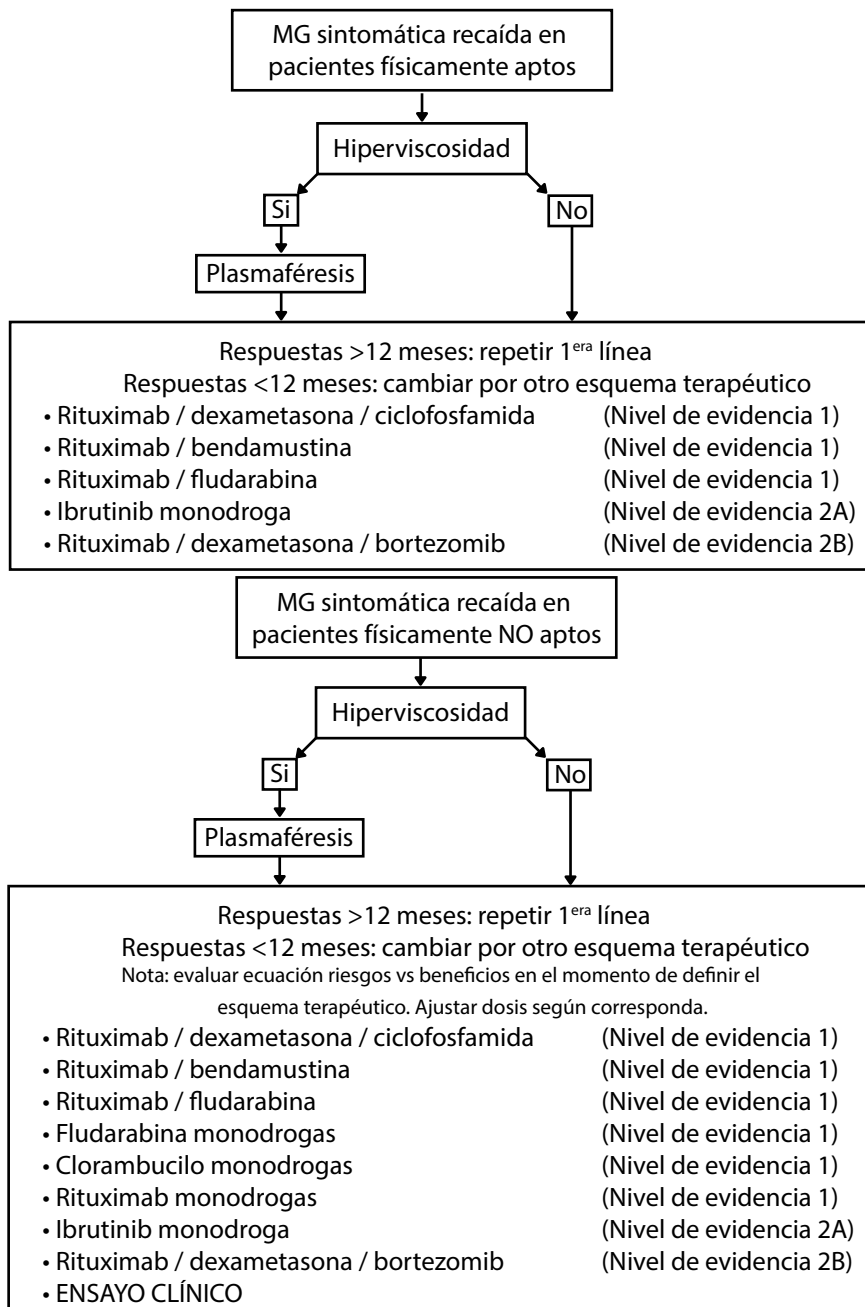 MG sintomática recaída en
pacientes físicamente aptos
Hiperviscosidad
Si
No
Plasmaféresis
Respuestas >12 meses: repetir 1era línea
Respuestas <12 meses: cambiar por otro esquema terapéutico
• Rituximab / dexametasona / ciclofosfamida (Nivel de evidencia 1)
• Rituximab / bendamustina (Nivel de evidencia 1)
• Rituximab / fludarabina (Nivel de evidencia 1)
• Ibrutinib monodroga (Nivel de evidencia 2A)
• Rituximab / dexametasona / bortezomib (Nivel de evidencia 2B)
MG sintomática recaída en
pacientes físicamente NO aptos
Hiperviscosidad
Si
No
Plasmaféresis
Respuestas >12 meses: repetir 1era línea
Respuestas <12 meses: cambiar por otro esquema terapéutico
Nota: evaluar ecuación riesgos vs beneficios en el momento de definir el
esquema terapéutico. Ajustar dosis según corresponda.
• Rituximab / dexametasona / ciclofosfamida (Nivel de evidencia 1)
• Rituximab / bendamustina (Nivel de evidencia 1)
• Rituximab / fludarabina (Nivel de evidencia 1)
• Fludarabina monodrogas (Nivel de evidencia 1)
• Clorambucilo monodrogas (Nivel de evidencia 1)
• Rituximab monodrogas (Nivel de evidencia 1)
• Ibrutinib monodroga (Nivel de evidencia 2A)
• Rituximab / dexametasona / bortezomib (Nivel de evidencia 2B)
• ENSAYO CLÍNICO